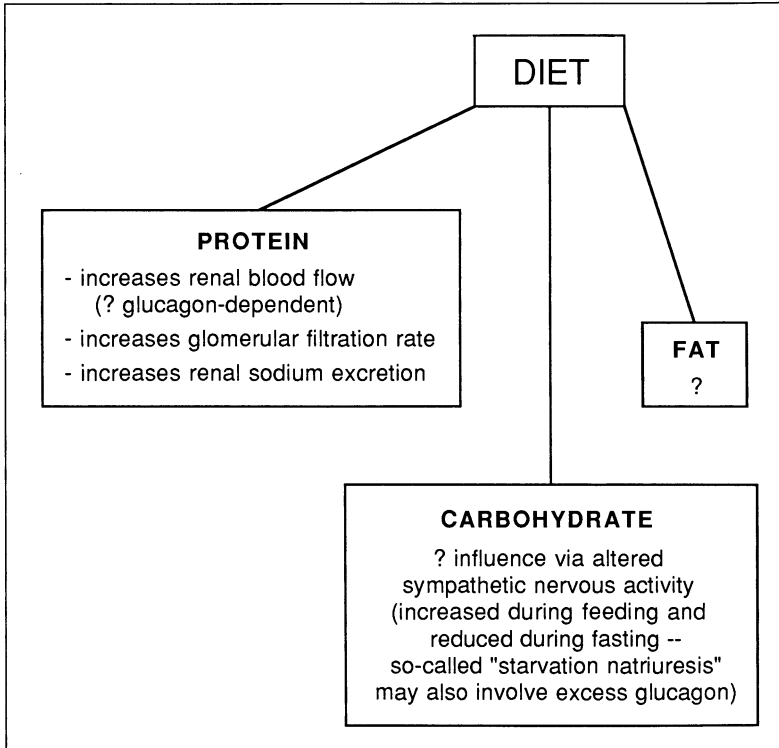 DIET
PROTEIN
- increases renal blood flow
(? glucagon-dependent)
- increases glomerular filtration rate
- increases renal sodium excretion
FAT
?
CARBOHYDRATE
? influence via altered
sympathetic nervous activity
(increased during feeding and
reduced during fasting --
so-called "starvation natriuresis"
may also involve excess glucagon)